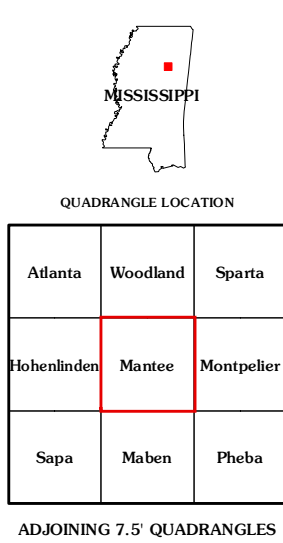 MISSISSIPPI
QUADRANGLE LOCATION
Atlanta Woodland Sparta
Hohenlinden Mantee Montpelier
Sapa Maben Pheba
ADJOINING 7.5' QUADRANGLES